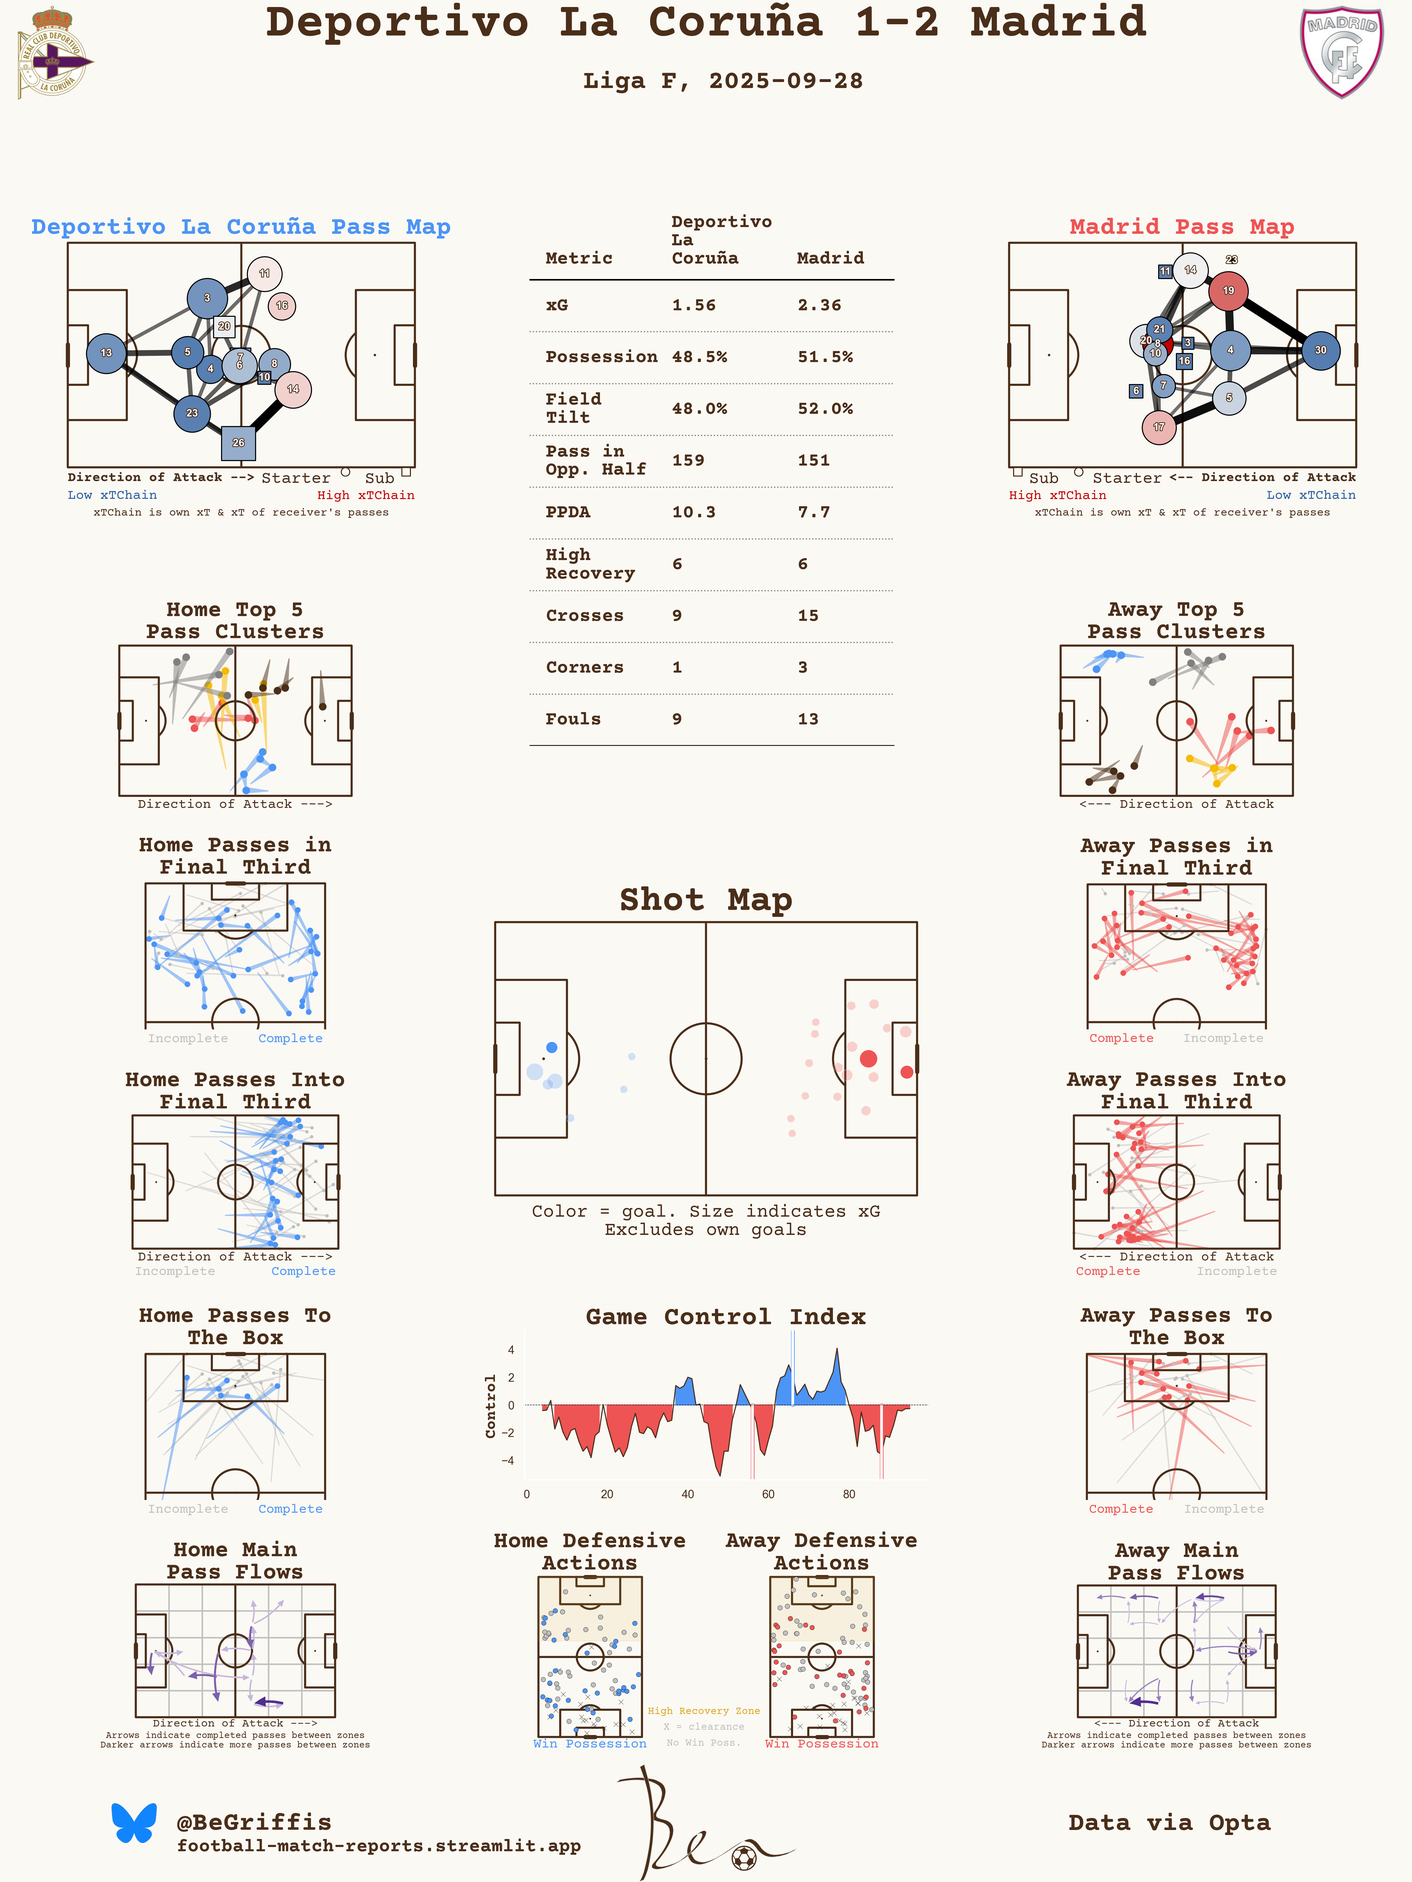 Deportivo La Coruña 1-2 Madrid
Liga F, 2025-09-28
REAL CLUB DEPORTIVO
LA CORUÑA
MADRID
CFF
Deportivo La Coruña Pass Map
11
3
16
20
13
5
7
4
6
8
10
14
23
26
Direction of Attack --> Starter Sub
Low xTChain High xTChain
xTChain is own xT & xT of receiver's passes
Metric Deportivo La Coruña Madrid
xG 1.56 2.36
Possession 48.5% 51.5%
Field Tilt 48.0% 52.0%
Pass in Opp. Half 159 151
PPDA 10.3 7.7
High Recovery 6 6
Crosses 9 15
Corners 1 3
Fouls 9 13
Madrid Pass Map
23
11
14
19
21
20
8
3
10
4
30
16
6
7
5
17
Sub Starter <-- Direction of Attack
High xTChain Low xTChain
xTChain is own xT & xT of receiver's passes
Home Top 5
Pass Clusters
Direction of Attack --->
Away Top 5
Pass Clusters
<--- Direction of Attack
Home Passes in
Final Third
Incomplete Complete
Away Passes in
Final Third
Complete Incomplete
Shot Map
Color = goal. Size indicates xG
Excludes own goals
Home Passes Into
Final Third
Direction of Attack --->
Incomplete Complete
Away Passes Into
Final Third
<--- Direction of Attack
Complete Incomplete
Home Passes To
The Box
Incomplete Complete
Game Control Index
Control
4
2
0
−2
−4
0 20 40 60 80
Away Passes To
The Box
Complete Incomplete
Home Main
Pass Flows
Direction of Attack --->
Arrows indicate completed passes between zones
Darker arrows indicate more passes between zones
Home Defensive
Actions
Win Possession
High Recovery Zone
X = clearance
No Win Poss.
Away Defensive
Actions
Win Possession
Away Main
Pass Flows
<--- Direction of Attack
Arrows indicate completed passes between zones
Darker arrows indicate more passes between zones
@BeGriffis
football-match-reports.streamlit.app
Ben
Data via Opta